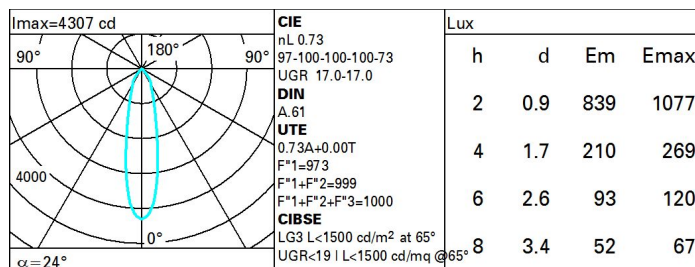 Imax=4307 cd
90°
180°
90°
4000
0°
α=24°
CIE
nL 0.73
97-100-100-100-73
UGR 17.0-17.0
DIN
A.61
UTE
0.73A+0.00T
F"1=973
F"1+F"2=999
F"1+F"2+F"3=1000
CIBSE
LG3 L<1500 cd/m² at 65°
UGR<19 | L<1500 cd/mq @65°
Lux
h d Em Emax
2 0.9 839 1077
4 1.7 210 269
6 2.6 93 120
8 3.4 52 67